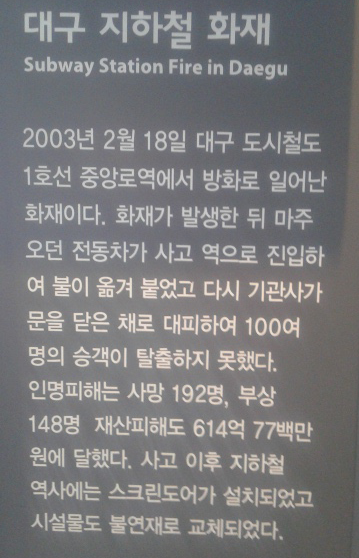 대구 지하철 화재
Subway Station Fire in Daegu
2003년 2월 18일 대구 도시철도
1호선 중앙로역에서 방화로 일어난
화재이다. 화재가 발생한 뒤 마주
오던 전동차가 사고 역으로 진입하
여 불이 옮겨 붙었고 다시 기관사가
문을 닫은 채로 대피하여 100여
명의 승객이 탈출하지 못했다.
인명피해는 사망 192명, 부상
148명 재산피해도 614억 77백만
원에 달했다. 사고 이후 지하철
역사에는 스크린도어가 설치되었고
시설물도 불연재로 교체되었다.